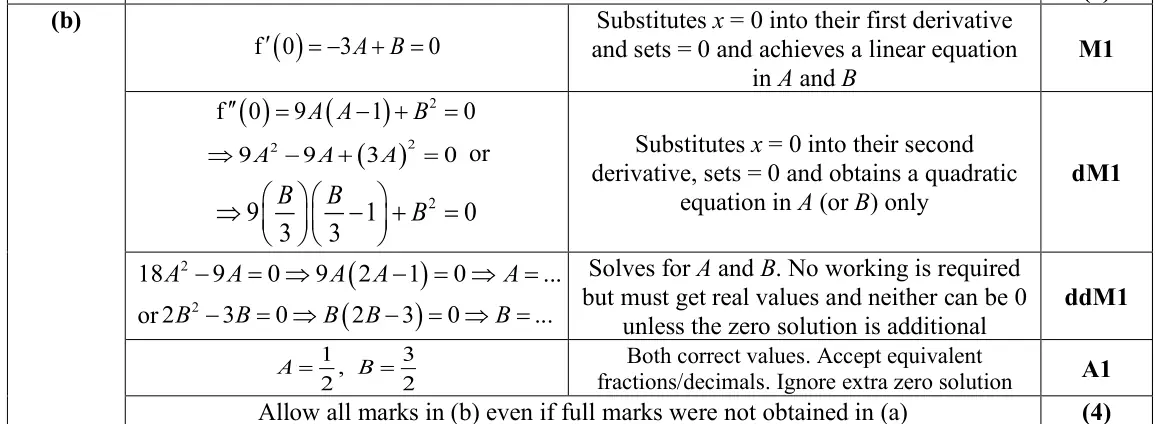 (b)
f′(0) = −3A + B = 0
Substitutes x = 0 into their first derivative
and sets = 0 and achieves a linear equation
in A and B
M1
f″(0) = 9A(A − 1) + B² = 0
⇒ 9A² − 9A + (3A)² = 0 or
⇒ 9(B/3)(B/3 − 1) + B² = 0
Substitutes x = 0 into their second
derivative, sets = 0 and obtains a quadratic
equation in A (or B) only
dM1
18A² − 9A = 0 ⇒ 9A(2A − 1) = 0 ⇒ A = ...
or 2B² − 3B = 0 ⇒ B(2B − 3) = 0 ⇒ B = ...
Solves for A and B. No working is required
but must get real values and neither can be 0
unless the zero solution is additional
ddM1
A = 1/2, B = 3/2
Both correct values. Accept equivalent
fractions/decimals. Ignore extra zero solution
A1
Allow all marks in (b) even if full marks were not obtained in (a)
(4)